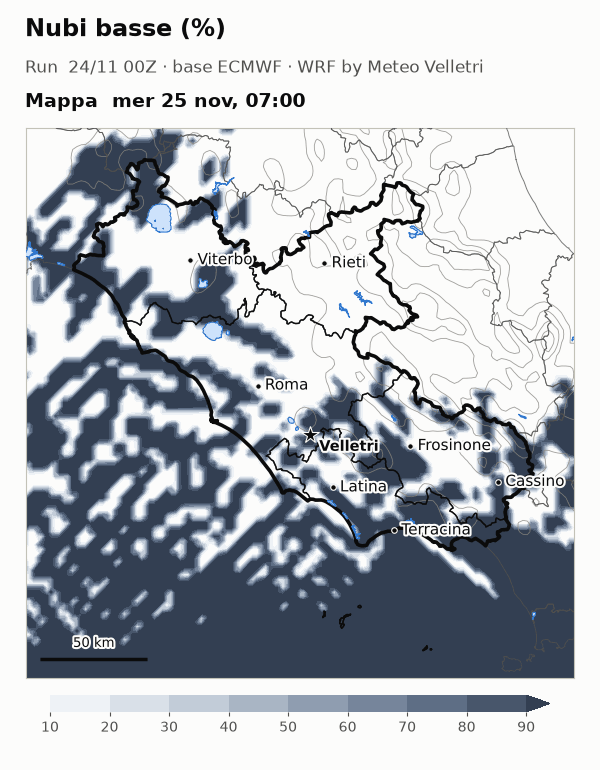 Nubi basse (%)
Run  24/11 00Z · base ECMWF · WRF by Meteo Velletri
Mappa  mer 25 nov, 07:00
Viterbo
Rieti
Roma
Velletri
Frosinone
Cassino
Latina
Terracina
50 km
10 20 30 40 50 60 70 80 90